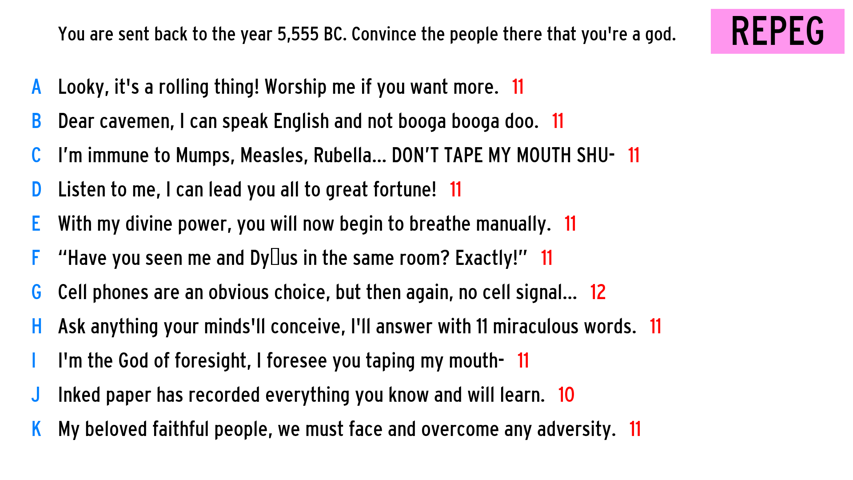 You are sent back to the year 5,555 BC. Convince the people there that you're a god.
REPEG
A Looky, it's a rolling thing! Worship me if you want more. 11
B Dear cavemen, I can speak English and not booga booga doo. 11
C I’m immune to Mumps, Measles, Rubella... DON’T TAPE MY MOUTH SHU- 11
D Listen to me, I can lead you all to great fortune! 11
E With my divine power, you will now begin to breathe manually. 11
F “Have you seen me and Dy▯us in the same room? Exactly!” 11
G Cell phones are an obvious choice, but then again, no cell signal... 12
H Ask anything your minds'll conceive, I'll answer with 11 miraculous words. 11
I I'm the God of foresight, I foresee you taping my mouth- 11
J Inked paper has recorded everything you know and will learn. 10
K My beloved faithful people, we must face and overcome any adversity. 11